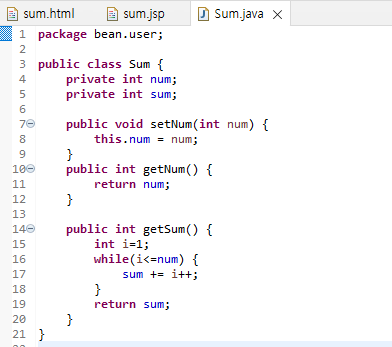 sum.html sum.jsp Sum.java
1 package bean.user;
2
3 public class Sum {
4     private int num;
5     private int sum;
6
7     public void setNum(int num) {
8         this.num = num;
9     }
10     public int getNum() {
11         return num;
12     }
13
14     public int getSum() {
15         int i=1;
16         while(i<=num) {
17             sum += i++;
18         }
19         return sum;
20     }
21 }